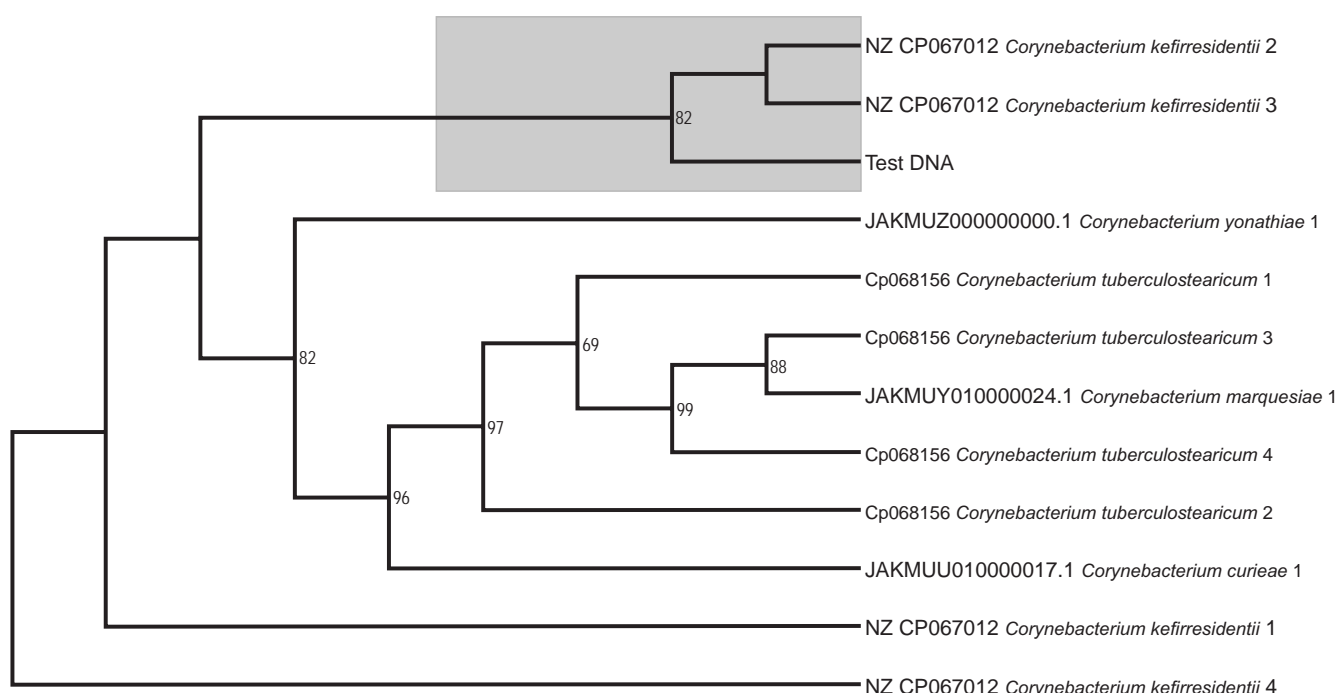 NZ CP067012 Corynebacterium kefirresidentii 2
NZ CP067012 Corynebacterium kefirresidentii 3
82
Test DNA
JAKMUZ000000000.1 Corynebacterium yonathiae 1
Cp068156 Corynebacterium tuberculostearicum 1
Cp068156 Corynebacterium tuberculostearicum 3
69
82
88
JAKMUY010000024.1 Corynebacterium marquesiae 1
99
97
Cp068156 Corynebacterium tuberculostearicum 4
96
Cp068156 Corynebacterium tuberculostearicum 2
JAKMUU010000017.1 Corynebacterium curieae 1
NZ CP067012 Corynebacterium kefirresidentii 1
NZ CP067012 Corynebacterium kefirresidentii 4